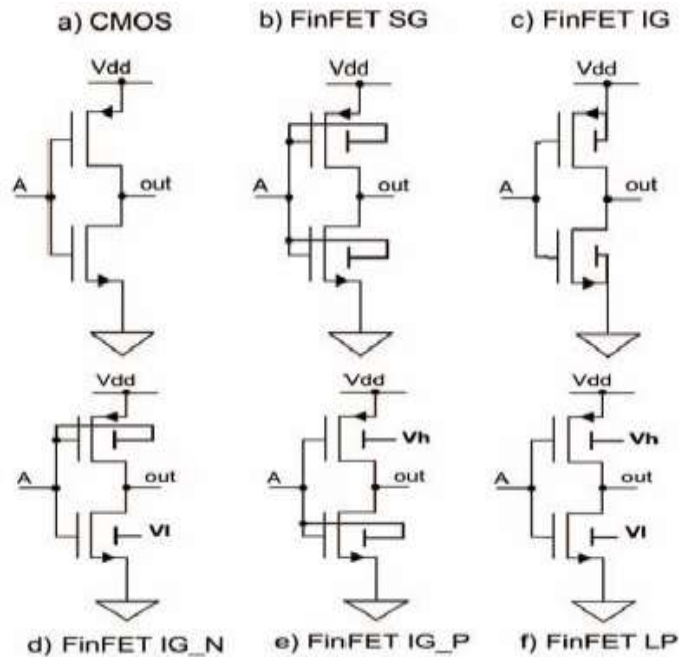 a) CMOS
b) FinFET SG
c) FinFET IG
Vdd
Vdd
Vdd
A
out
A
out
A
out
Vdd
Vdd
Vdd
Vh
Vh
A
out
A
out
A
out
Vl
Vl
d) FinFET IG_N
e) FinFET IG_P
f) FinFET LP